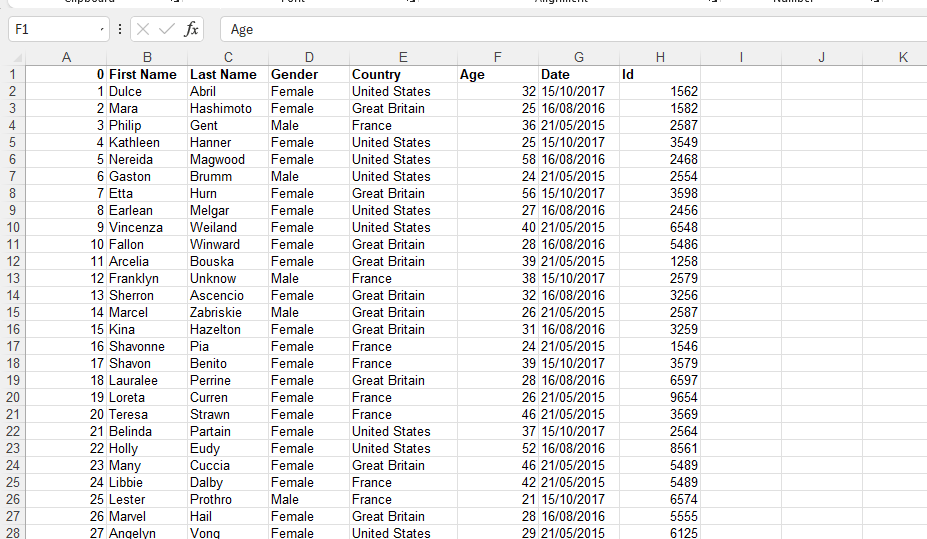 Clipboard Font Alignment Number
F1 fx Age
A B C D E F G H I J K
1 0 First Name Last Name Gender Country Age Date Id
2 1 Dulce Abril Female United States 32 15/10/2017 1562
3 2 Mara Hashimoto Female Great Britain 25 16/08/2016 1582
4 3 Philip Gent Male France 36 21/05/2015 2587
5 4 Kathleen Hanner Female United States 25 15/10/2017 3549
6 5 Nereida Magwood Female United States 58 16/08/2016 2468
7 6 Gaston Brumm Male United States 24 21/05/2015 2554
8 7 Etta Hurn Female Great Britain 56 15/10/2017 3598
9 8 Earlean Melgar Female United States 27 16/08/2016 2456
10 9 Vincenza Weiland Female United States 40 21/05/2015 6548
11 10 Fallon Winward Female Great Britain 28 16/08/2016 5486
12 11 Arcelia Bouska Female Great Britain 39 21/05/2015 1258
13 12 Franklyn Unknow Male France 38 15/10/2017 2579
14 13 Sherron Ascencio Female Great Britain 32 16/08/2016 3256
15 14 Marcel Zabriskie Male Great Britain 26 21/05/2015 2587
16 15 Kina Hazelton Female Great Britain 31 16/08/2016 3259
17 16 Shavonne Pia Female France 24 21/05/2015 1546
18 17 Shavon Benito Female France 39 15/10/2017 3579
19 18 Lauralee Perrine Female Great Britain 28 16/08/2016 6597
20 19 Loreta Curren Female France 26 21/05/2015 9654
21 20 Teresa Strawn Female France 46 21/05/2015 3569
22 21 Belinda Partain Female United States 37 15/10/2017 2564
23 22 Holly Eudy Female United States 52 16/08/2016 8561
24 23 Many Cuccia Female Great Britain 46 21/05/2015 5489
25 24 Libbie Dalby Female France 42 21/05/2015 5489
26 25 Lester Prothro Male France 21 15/10/2017 6574
27 26 Marvel Hail Female Great Britain 28 16/08/2016 5555
28 27 Angelyn Vong Female United States 29 21/05/2015 6125